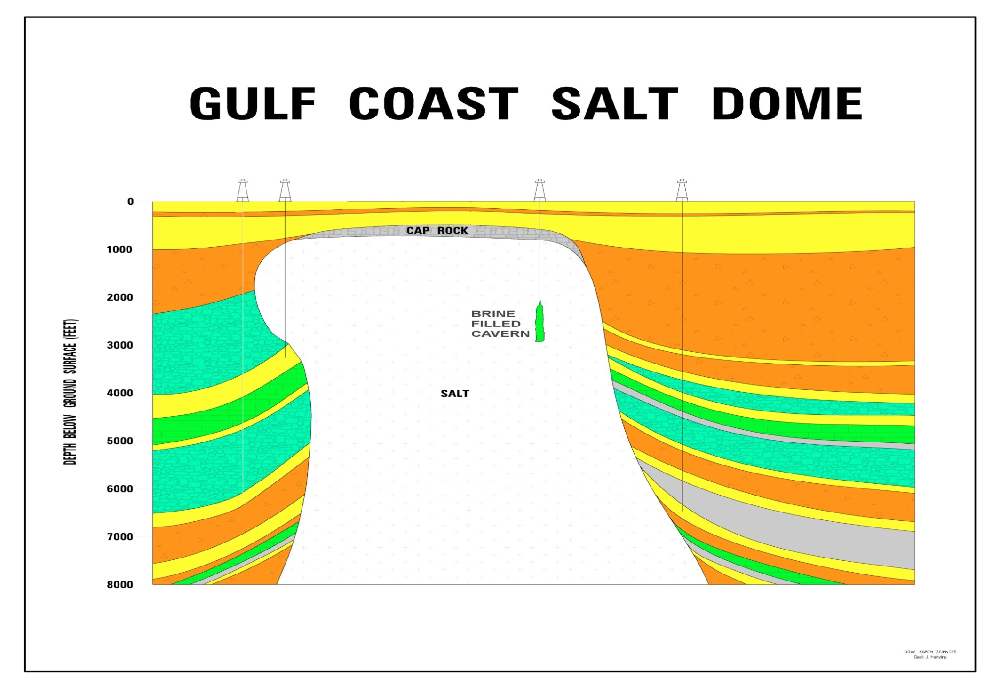 GULF COAST SALT DOME
0
1000
2000
3000
4000
5000
6000
7000
8000
DEPTH BELOW GROUND SURFACE (FEET)
CAP ROCK
BRINE
FILLED
CAVERN
SALT
DOW EARTH SCIENCES
Geol: J. Hertzing